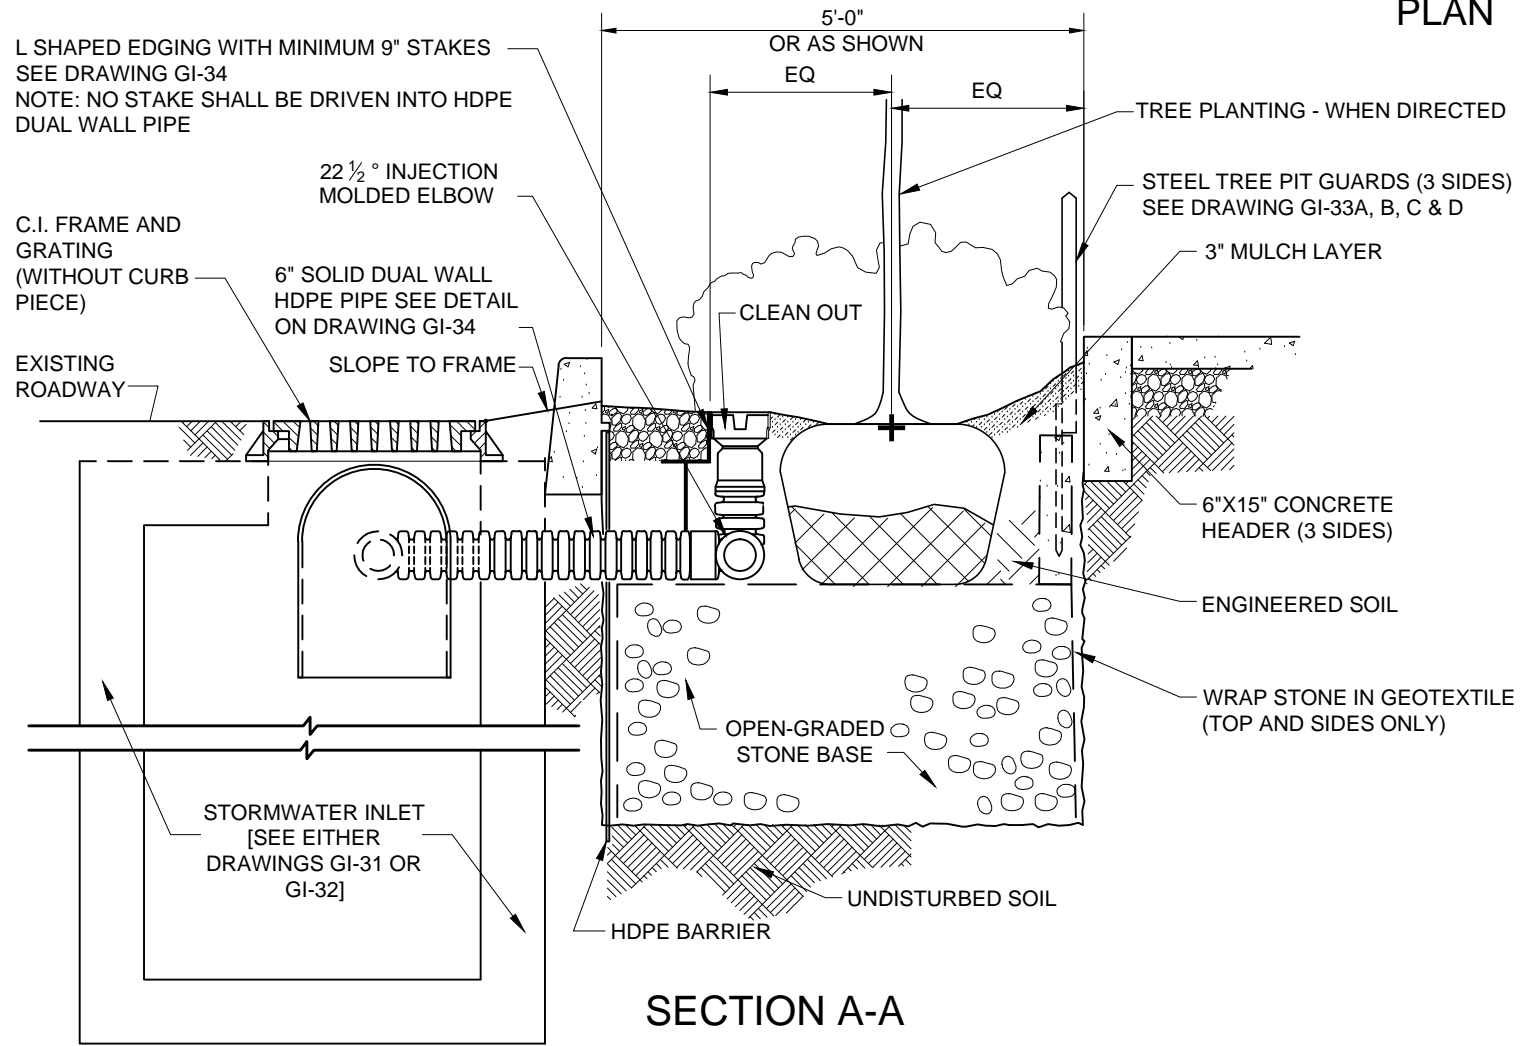 PLAN
5'-0"
OR AS SHOWN
EQ
EQ
L SHAPED EDGING WITH MINIMUM 9" STAKES
SEE DRAWING GI-34
NOTE: NO STAKE SHALL BE DRIVEN INTO HDPE
DUAL WALL PIPE
22 ½ ° INJECTION
MOLDED ELBOW
C.I. FRAME AND
GRATING
(WITHOUT CURB
PIECE)
6" SOLID DUAL WALL
HDPE PIPE SEE DETAIL
ON DRAWING GI-34
SLOPE TO FRAME
EXISTING
ROADWAY
CLEAN OUT
TREE PLANTING - WHEN DIRECTED
STEEL TREE PIT GUARDS (3 SIDES)
SEE DRAWING GI-33A, B, C & D
3" MULCH LAYER
6"X15" CONCRETE
HEADER (3 SIDES)
ENGINEERED SOIL
WRAP STONE IN GEOTEXTILE
(TOP AND SIDES ONLY)
OPEN-GRADED
STONE BASE
STORMWATER INLET
[SEE EITHER
DRAWINGS GI-31 OR
GI-32]
UNDISTURBED SOIL
HDPE BARRIER
SECTION A-A